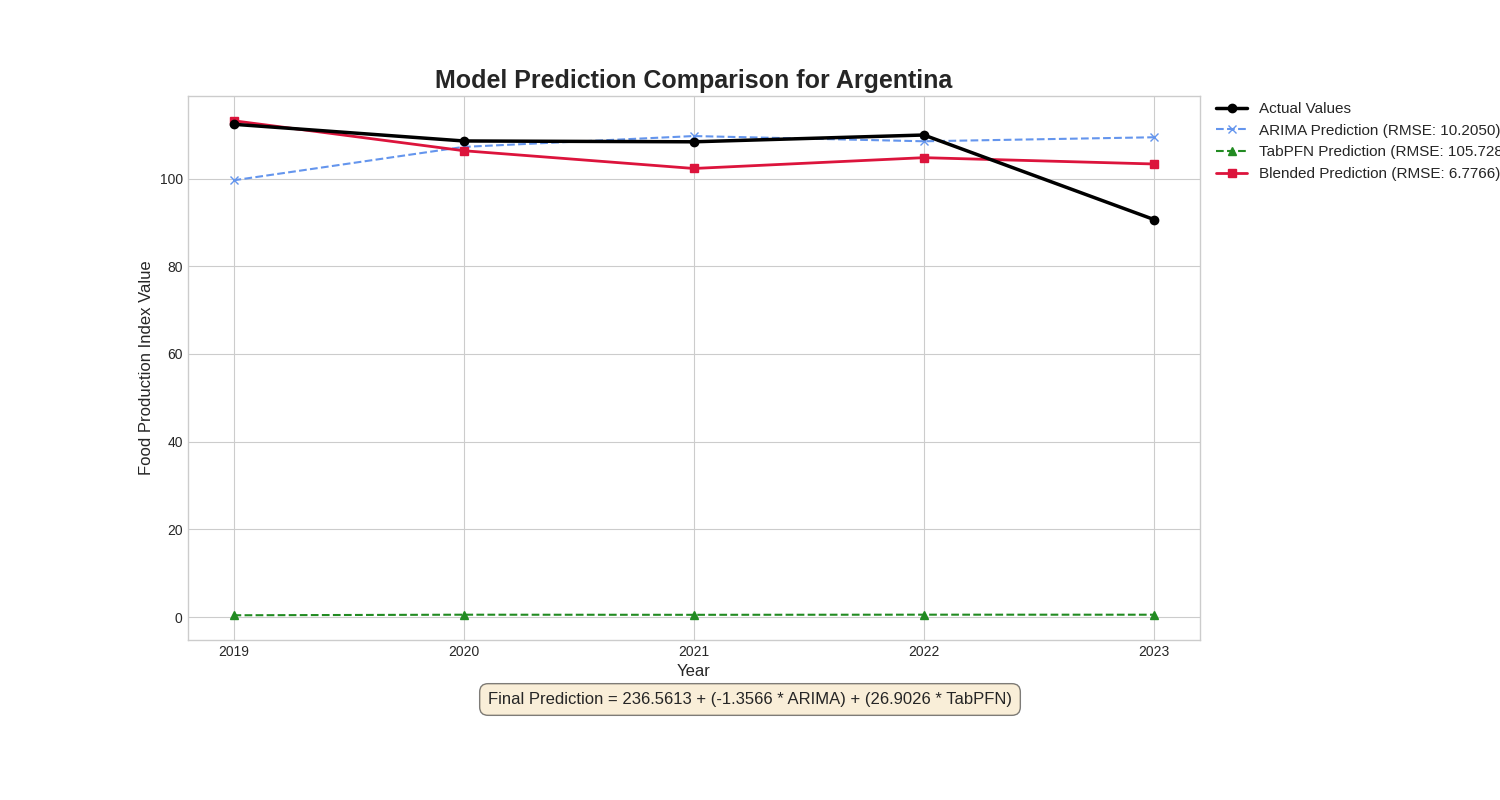 Model Prediction Comparison for Argentina
Actual Values
ARIMA Prediction (RMSE: 10.2050)
TabPFN Prediction (RMSE: 105.728
Blended Prediction (RMSE: 6.7766)
Food Production Index Value
100
80
60
40
20
0
2019 2020 2021 2022 2023
Year
Final Prediction = 236.5613 + (-1.3566 * ARIMA) + (26.9026 * TabPFN)